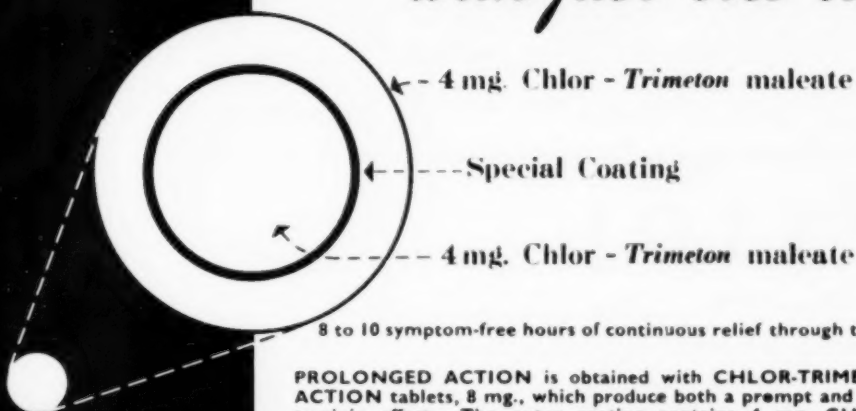 4 mg. Chlor - Trimeton maleate
Special Coating
4 mg. Chlor - Trimeton maleate
8 to 10 symptom-free hours of continuous relief through t
PROLONGED ACTION is obtained with CHLOR-TRIME
ACTION tablets, 8 mg., which produce both a prompt and